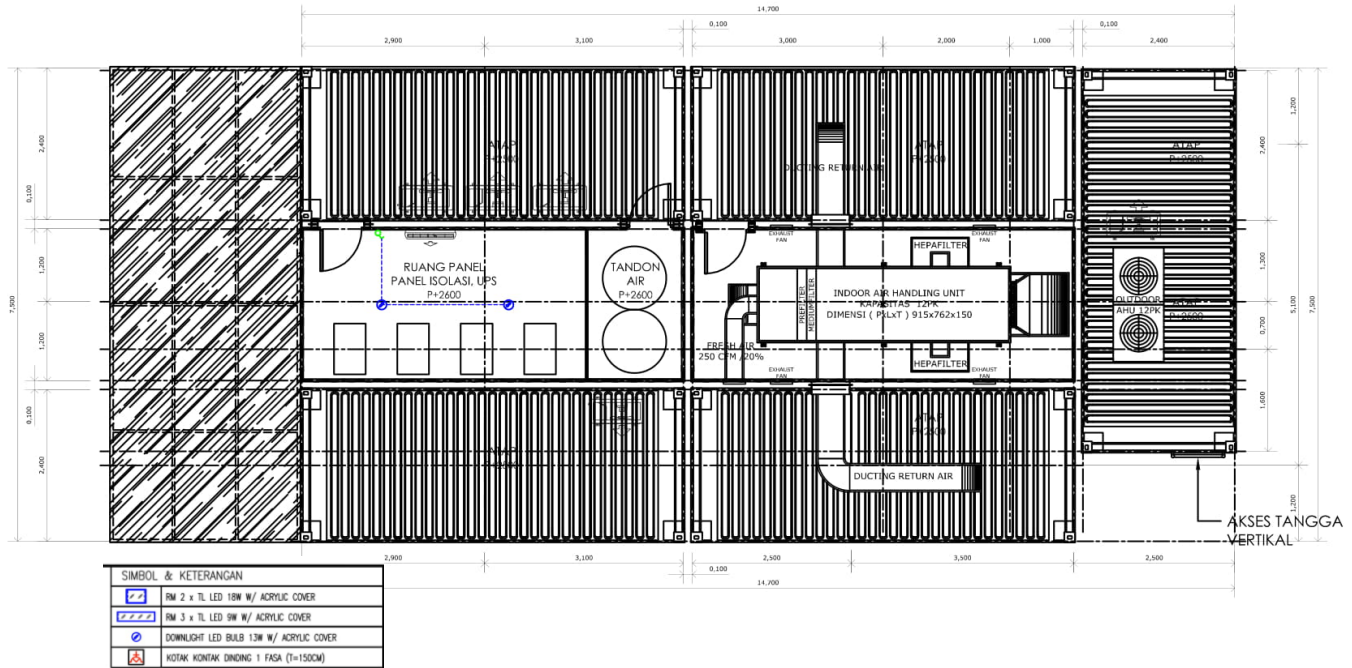 14,700
0,100
0,100
2,900
3,100
3,000
2,000
1,000
2,400
2,400
0,100
1,200
7,500
1,200
0,100
2,400
ATAP
P+2500
ATAP
P+2500
DUCTING RETURN AIR
ATAP
P+2500
1,200
2,400
EXHAUST
FAN
EXHAUST
FAN
RUANG PANEL
PANEL ISOLASI, UPS
P+2600
TANDON
AIR
P+2600
HEPAFILTER
PREFILTER
MEDIUMFILTER
INDOOR AIR HANDLING UNIT
KAPASITAS 12PK
DIMENSI ( PxLxT ) 915x762x150
FRESH AIR
250 CFM /20%
HEPAFILTER
EXHAUST
FAN
EXHAUST
FAN
OUTDOOR
AHU 12PK
ATAP
P+2500
1,300
0,700
5,100
7,500
1,600
1,200
ATAP
P+2500
ATAP
P+2500
DUCTING RETURN AIR
AKSES TANGGA
VERTIKAL
2,900
3,100
0,100
2,500
3,500
2,500
14,700
SIMBOL & KETERANGAN
RM 2 x TL LED 18W W/ ACRYLIC COVER
RM 3 x TL LED 9W W/ ACRYLIC COVER
DOWNLIGHT LED BULB 13W W/ ACRYLIC COVER
KOTAK KONTAK DINDING 1 FASA (T=150CM)